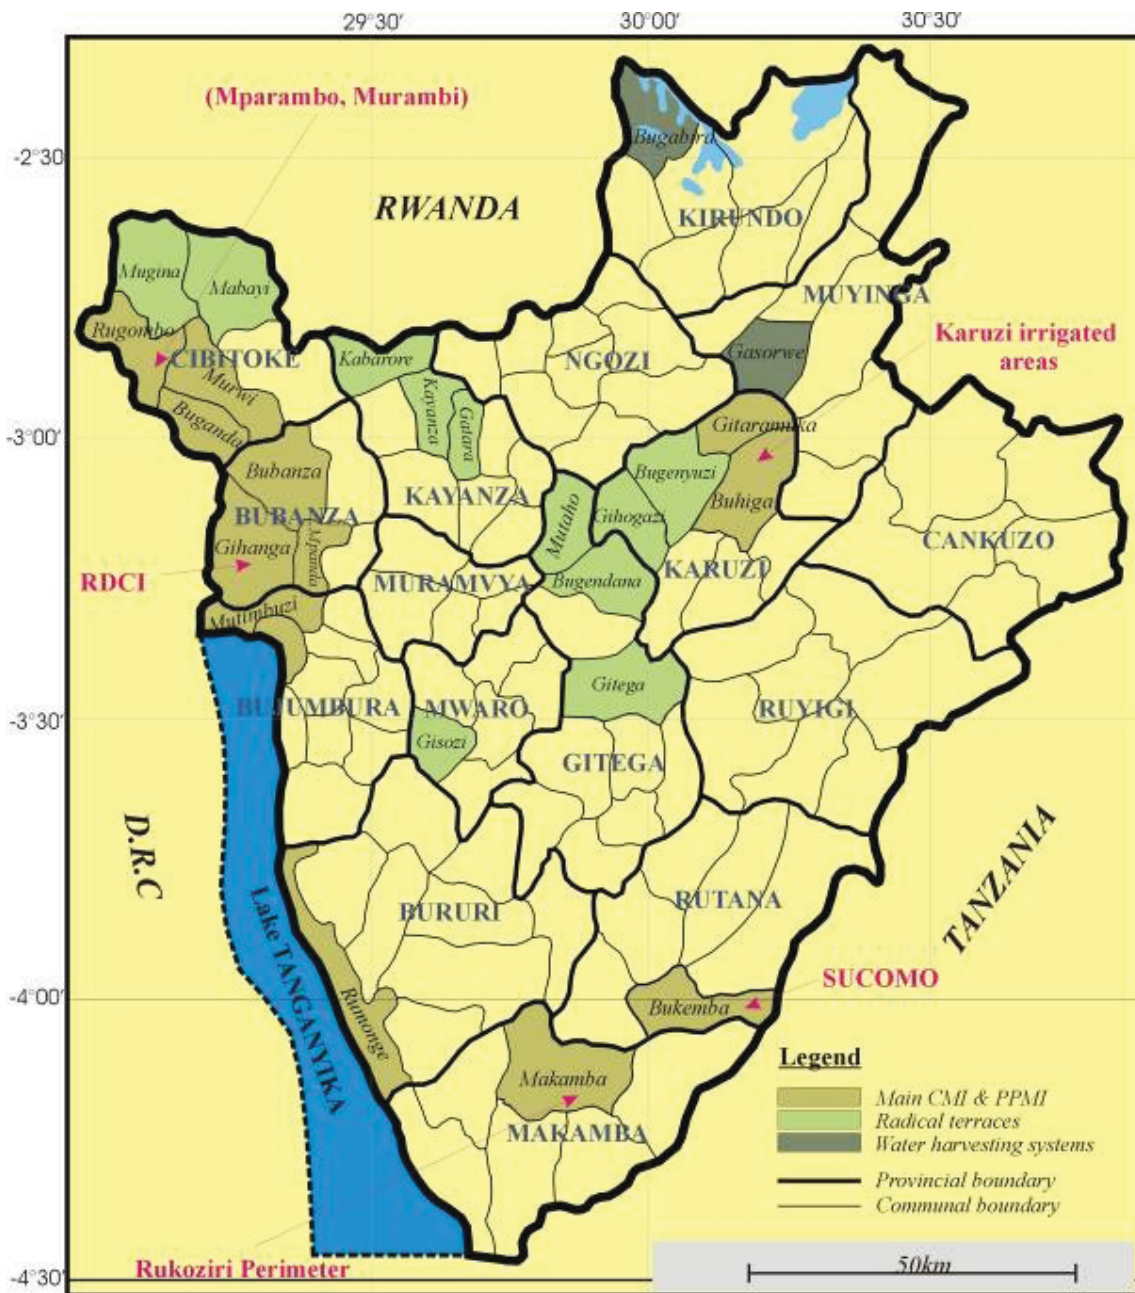 29°30'
30°00'
30°30'
(Mparambo, Murambi)
-2°30
Bugabira
RWANDA
KIRUNDO
Mugina
Mabayi
MUYINGA
Rugombo
CIBITOKE
Kabarore
NGOZI
Gasorwe
Karuzi irrigated
areas
Murwi
Kayanza
Gatara
Buganda
-3°00'
Gitaramuka
Bubanza
Bugenyuzi
KAYANZA
Buhiga
BUBANZA
Mutaho
Gihogazi
Gihanga
Mpanda
CANKUZO
RDCI
MURAMVYA
Bugendana
KARUZI
Mutimbuzi
Gitega
BUJUMBURA
MWARO
RUYIGI
-3°30'
Gisozi
GITEGA
D.R.C
TANZANIA
RUTANA
BURURI
Lake TANGANYIKA
SUCOMO
-4°00'
Rumonge
Bukemba
Makamba
MAKAMBA
Legend
Main CMI & PPMI
Radical terraces
Water harvesting systems
Provincial boundary
Communal boundary
Rukoziri Perimeter
50km
-4°30'